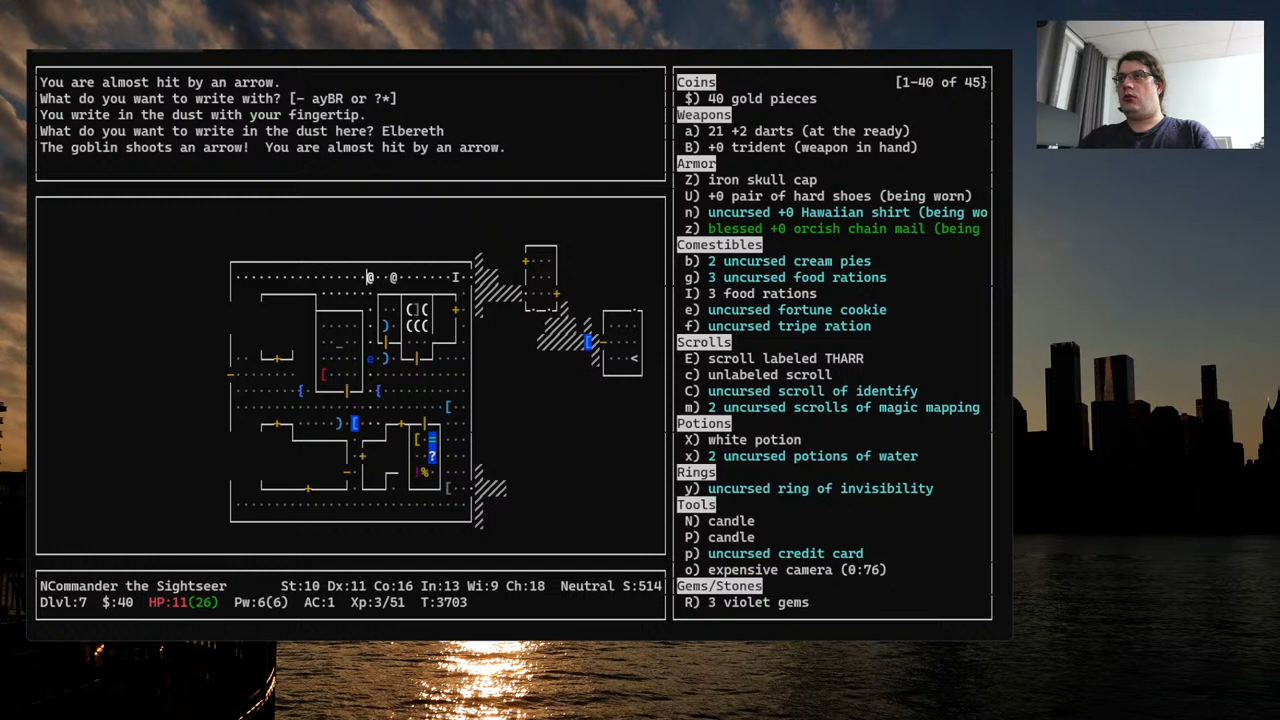 You are almost hit by an arrow.
What do you want to write with? [- ayBR or ?*]
You write in the dust with your fingertip.
What do you want to write in the dust here? Elbereth
The goblin shoots an arrow!  You are almost hit by an arrow.
NCommander the Sightseer St:10 Dx:11 Co:16 In:13 Wi:9 Ch:18 Neutral S:514
Dlvl:7 $:40 HP:11(26) Pw:6(6) AC:1 Xp:3/51 T:3703
Coins [1-40 of 45}
$) 40 gold pieces
Weapons
a) 21 +2 darts (at the ready)
B) +0 trident (weapon in hand)
Armor
Z) iron skull cap
U) +0 pair of hard shoes (being worn)
n) uncursed +0 Hawaiian shirt (being wo
z) blessed +0 orcish chain mail (being
Comestibles
b) 2 uncursed cream pies
g) 3 uncursed food rations
I) 3 food rations
e) uncursed fortune cookie
f) uncursed tripe ration
Scrolls
E) scroll labeled THARR
c) unlabeled scroll
C) uncursed scroll of identify
m) 2 uncursed scrolls of magic mapping
Potions
X) white potion
x) 2 uncursed potions of water
Rings
y) uncursed ring of invisibility
Tools
N) candle
P) candle
p) uncursed credit card
o) expensive camera (0:76)
Gems/Stones
R) 3 violet gems